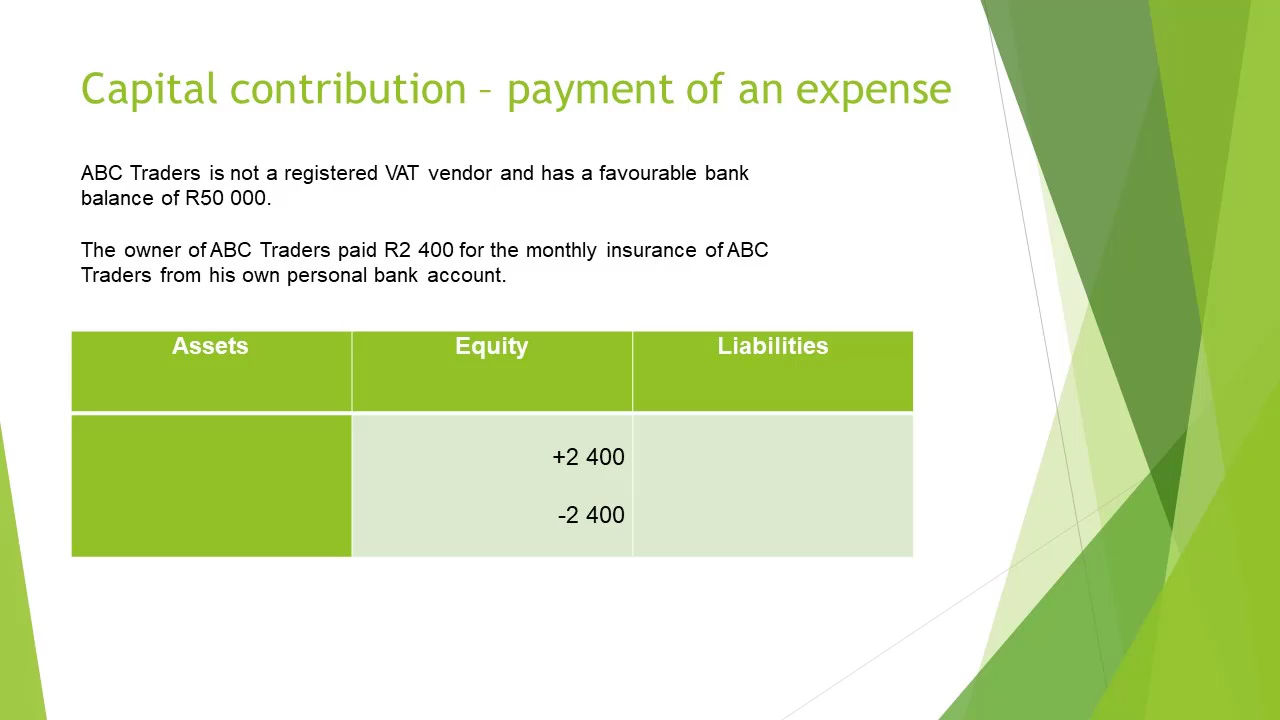 Capital contribution – payment of an expense
ABC Traders is not a registered VAT vendor and has a favourable bank
balance of R50 000.
The owner of ABC Traders paid R2 400 for the monthly insurance of ABC
Traders from his own personal bank account.
Assets Equity Liabilities
+2 400
-2 400